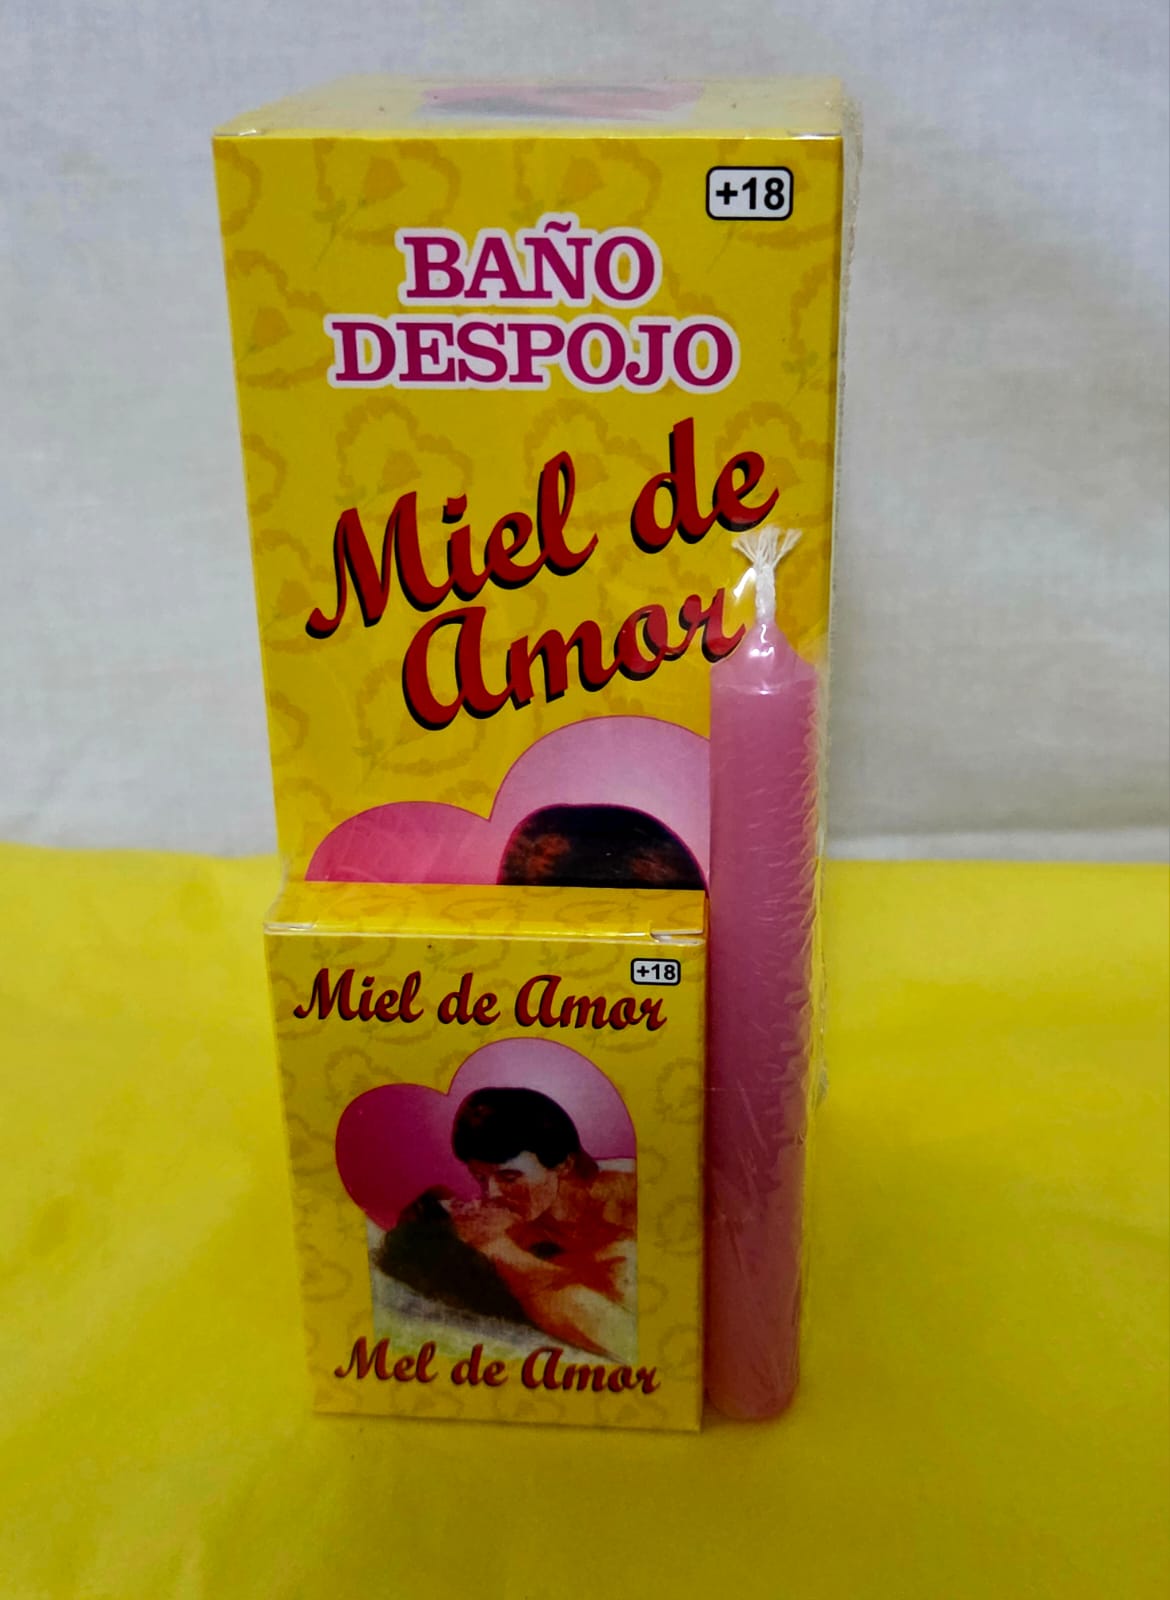 +18
BAÑO
DESPOJO
Miel de
Amor
+18
Miel de Amor
Mel de Amor